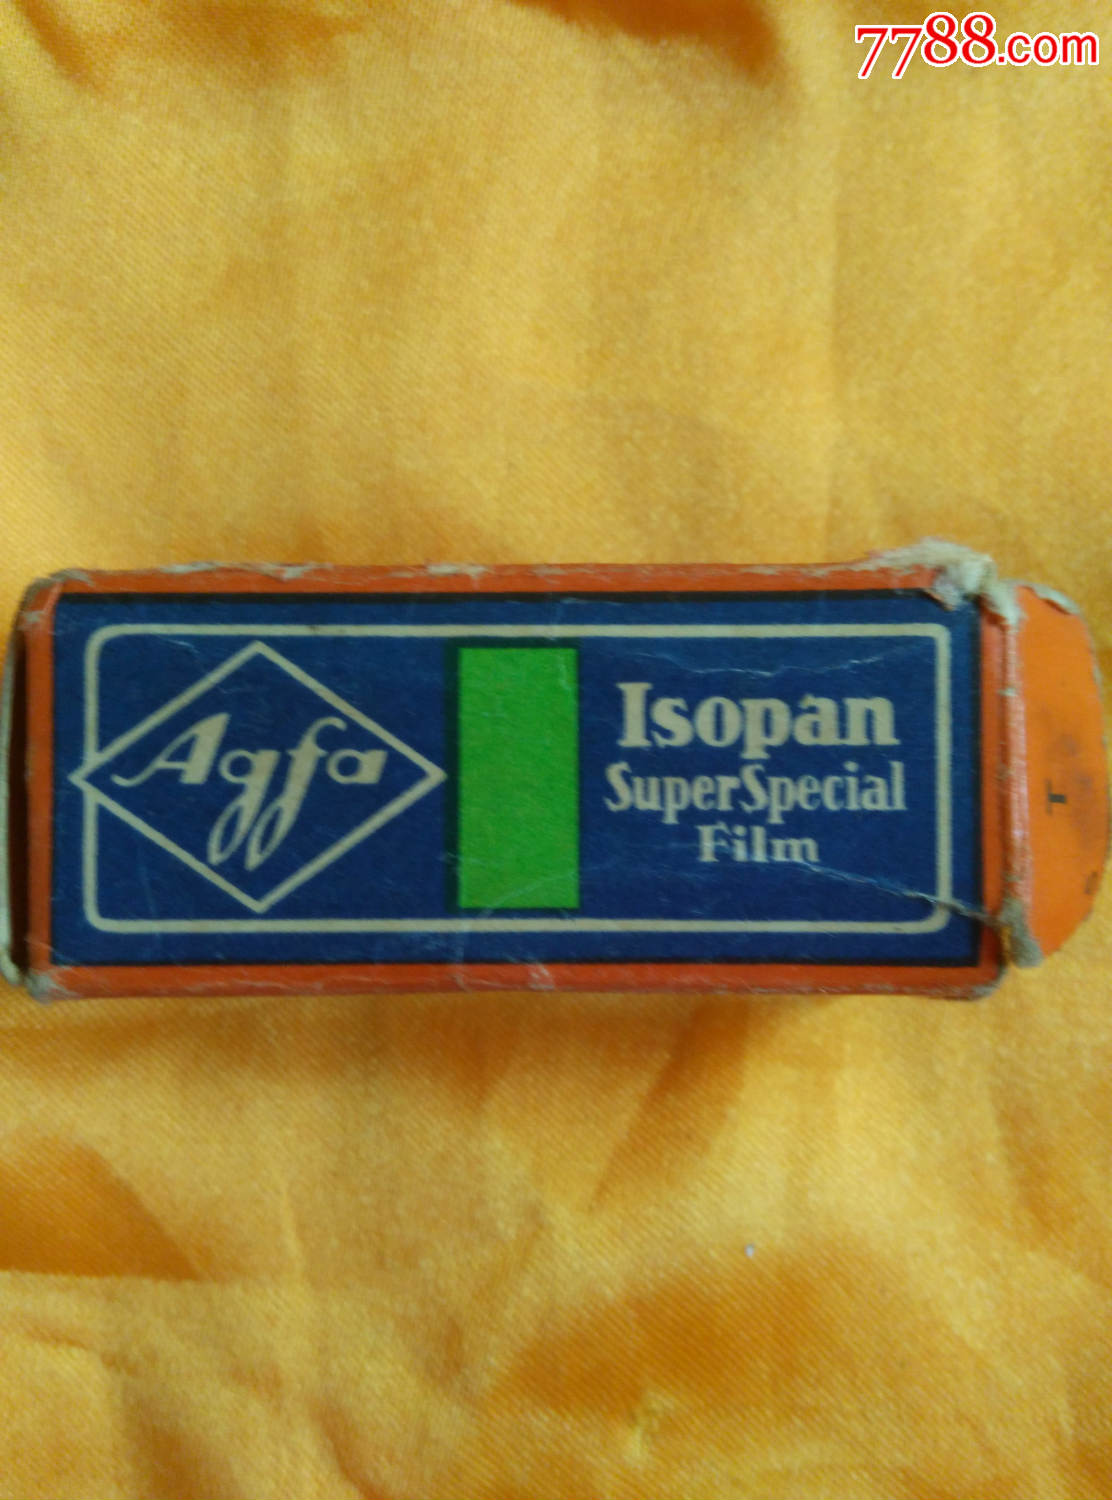 7788.com
Agfa
Isopan
SuperSpecial
Film
I